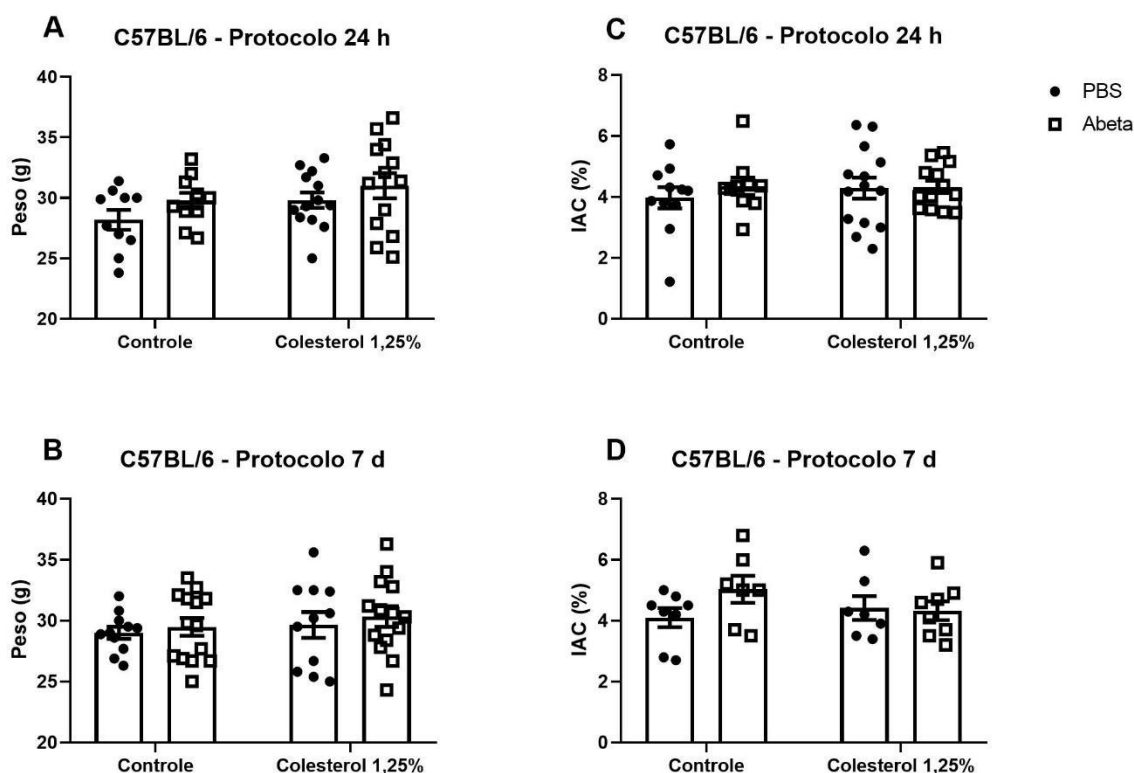 A
C57BL/6 - Protocolo 24 h
Peso (g)
40
35
30
25
20
Controle
Colesterol 1,25%
C
C57BL/6 - Protocolo 24 h
IAC (%)
8
6
4
2
0
Controle
Colesterol 1,25%
PBS
Abeta
B
C57BL/6 - Protocolo 7 d
Peso (g)
40
35
30
25
20
Controle
Colesterol 1,25%
D
C57BL/6 - Protocolo 7 d
IAC (%)
8
6
4
2
0
Controle
Colesterol 1,25%